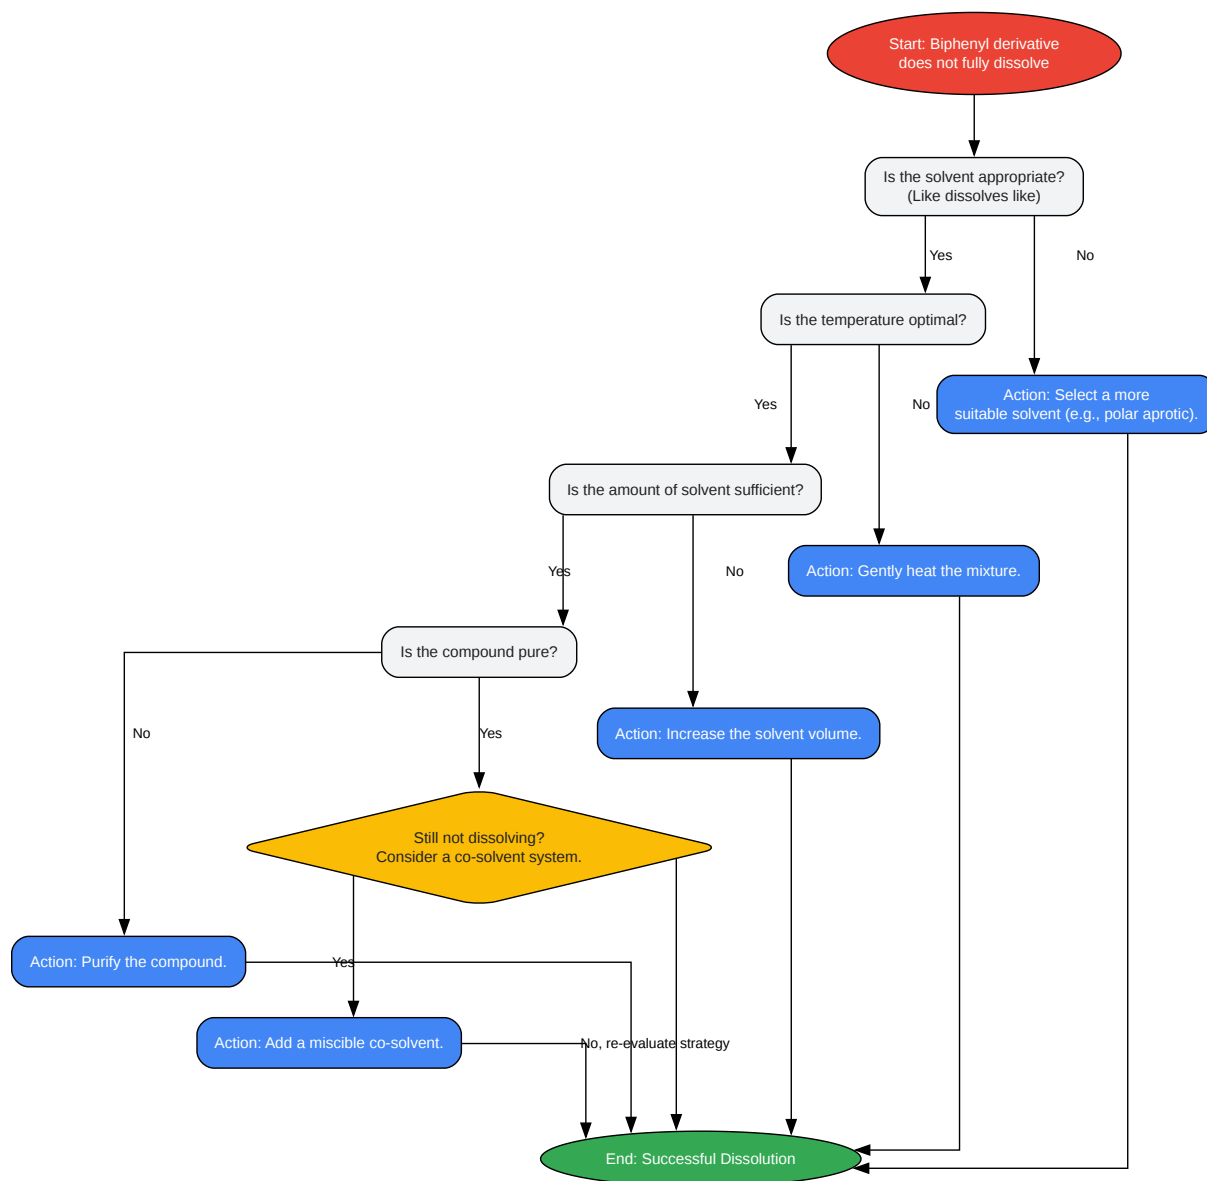 Start: Biphenyl derivative
does not fully dissolve
Is the solvent appropriate?
(Like dissolves like)
Yes
No
Is the temperature optimal?
Yes
No
Action: Select a more
suitable solvent (e.g., polar aprotic).
Is the amount of solvent sufficient?
Yes
No
Action: Gently heat the mixture.
Is the compound pure?
No
Yes
Action: Increase the solvent volume.
Still not dissolving?
Consider a co-solvent system.
Action: Purify the compound.
Yes
Action: Add a miscible co-solvent.
No, re-evaluate strategy
End: Successful Dissolution